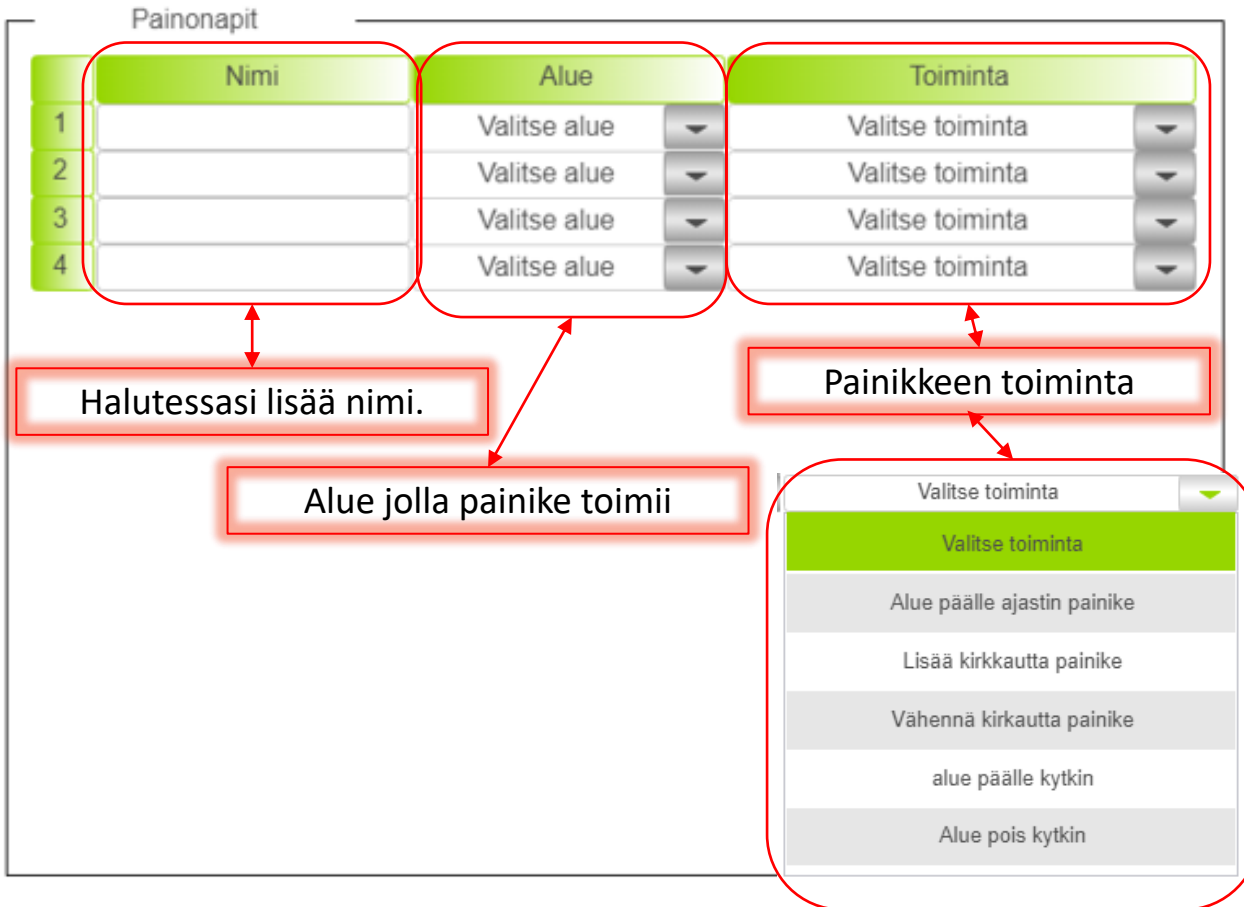 Painonapit
Nimi Alue Toiminta
1 Valitse alue Valitse toiminta
2 Valitse alue Valitse toiminta
3 Valitse alue Valitse toiminta
4 Valitse alue Valitse toiminta
Halutessasi lisää nimi.
Painikkeen toiminta
Alue jolla painike toimii
Valitse toiminta
Valitse toiminta
Alue päälle ajastin painike
Lisää kirkkautta painike
Vähennä kirkautta painike
alue päälle kytkin
Alue pois kytkin